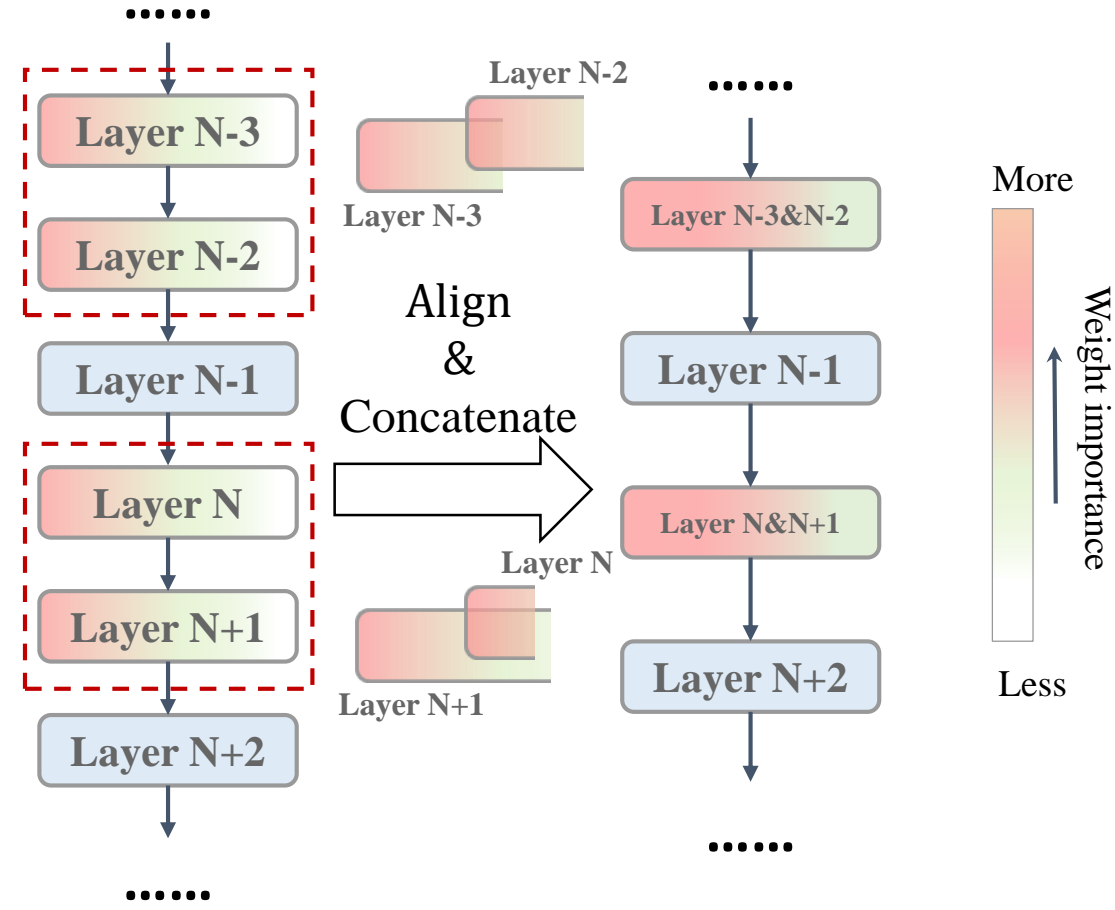 ......
Layer N-3
Layer N-2
Layer N-1
Layer N
Layer N+1
Layer N+2
......
Layer N-2
Layer N-3
Align
&
Concatenate
Layer N
Layer N+1
......
Layer N-3&N-2
Layer N-1
Layer N&N+1
Layer N+2
......
More
Weight importance
Less